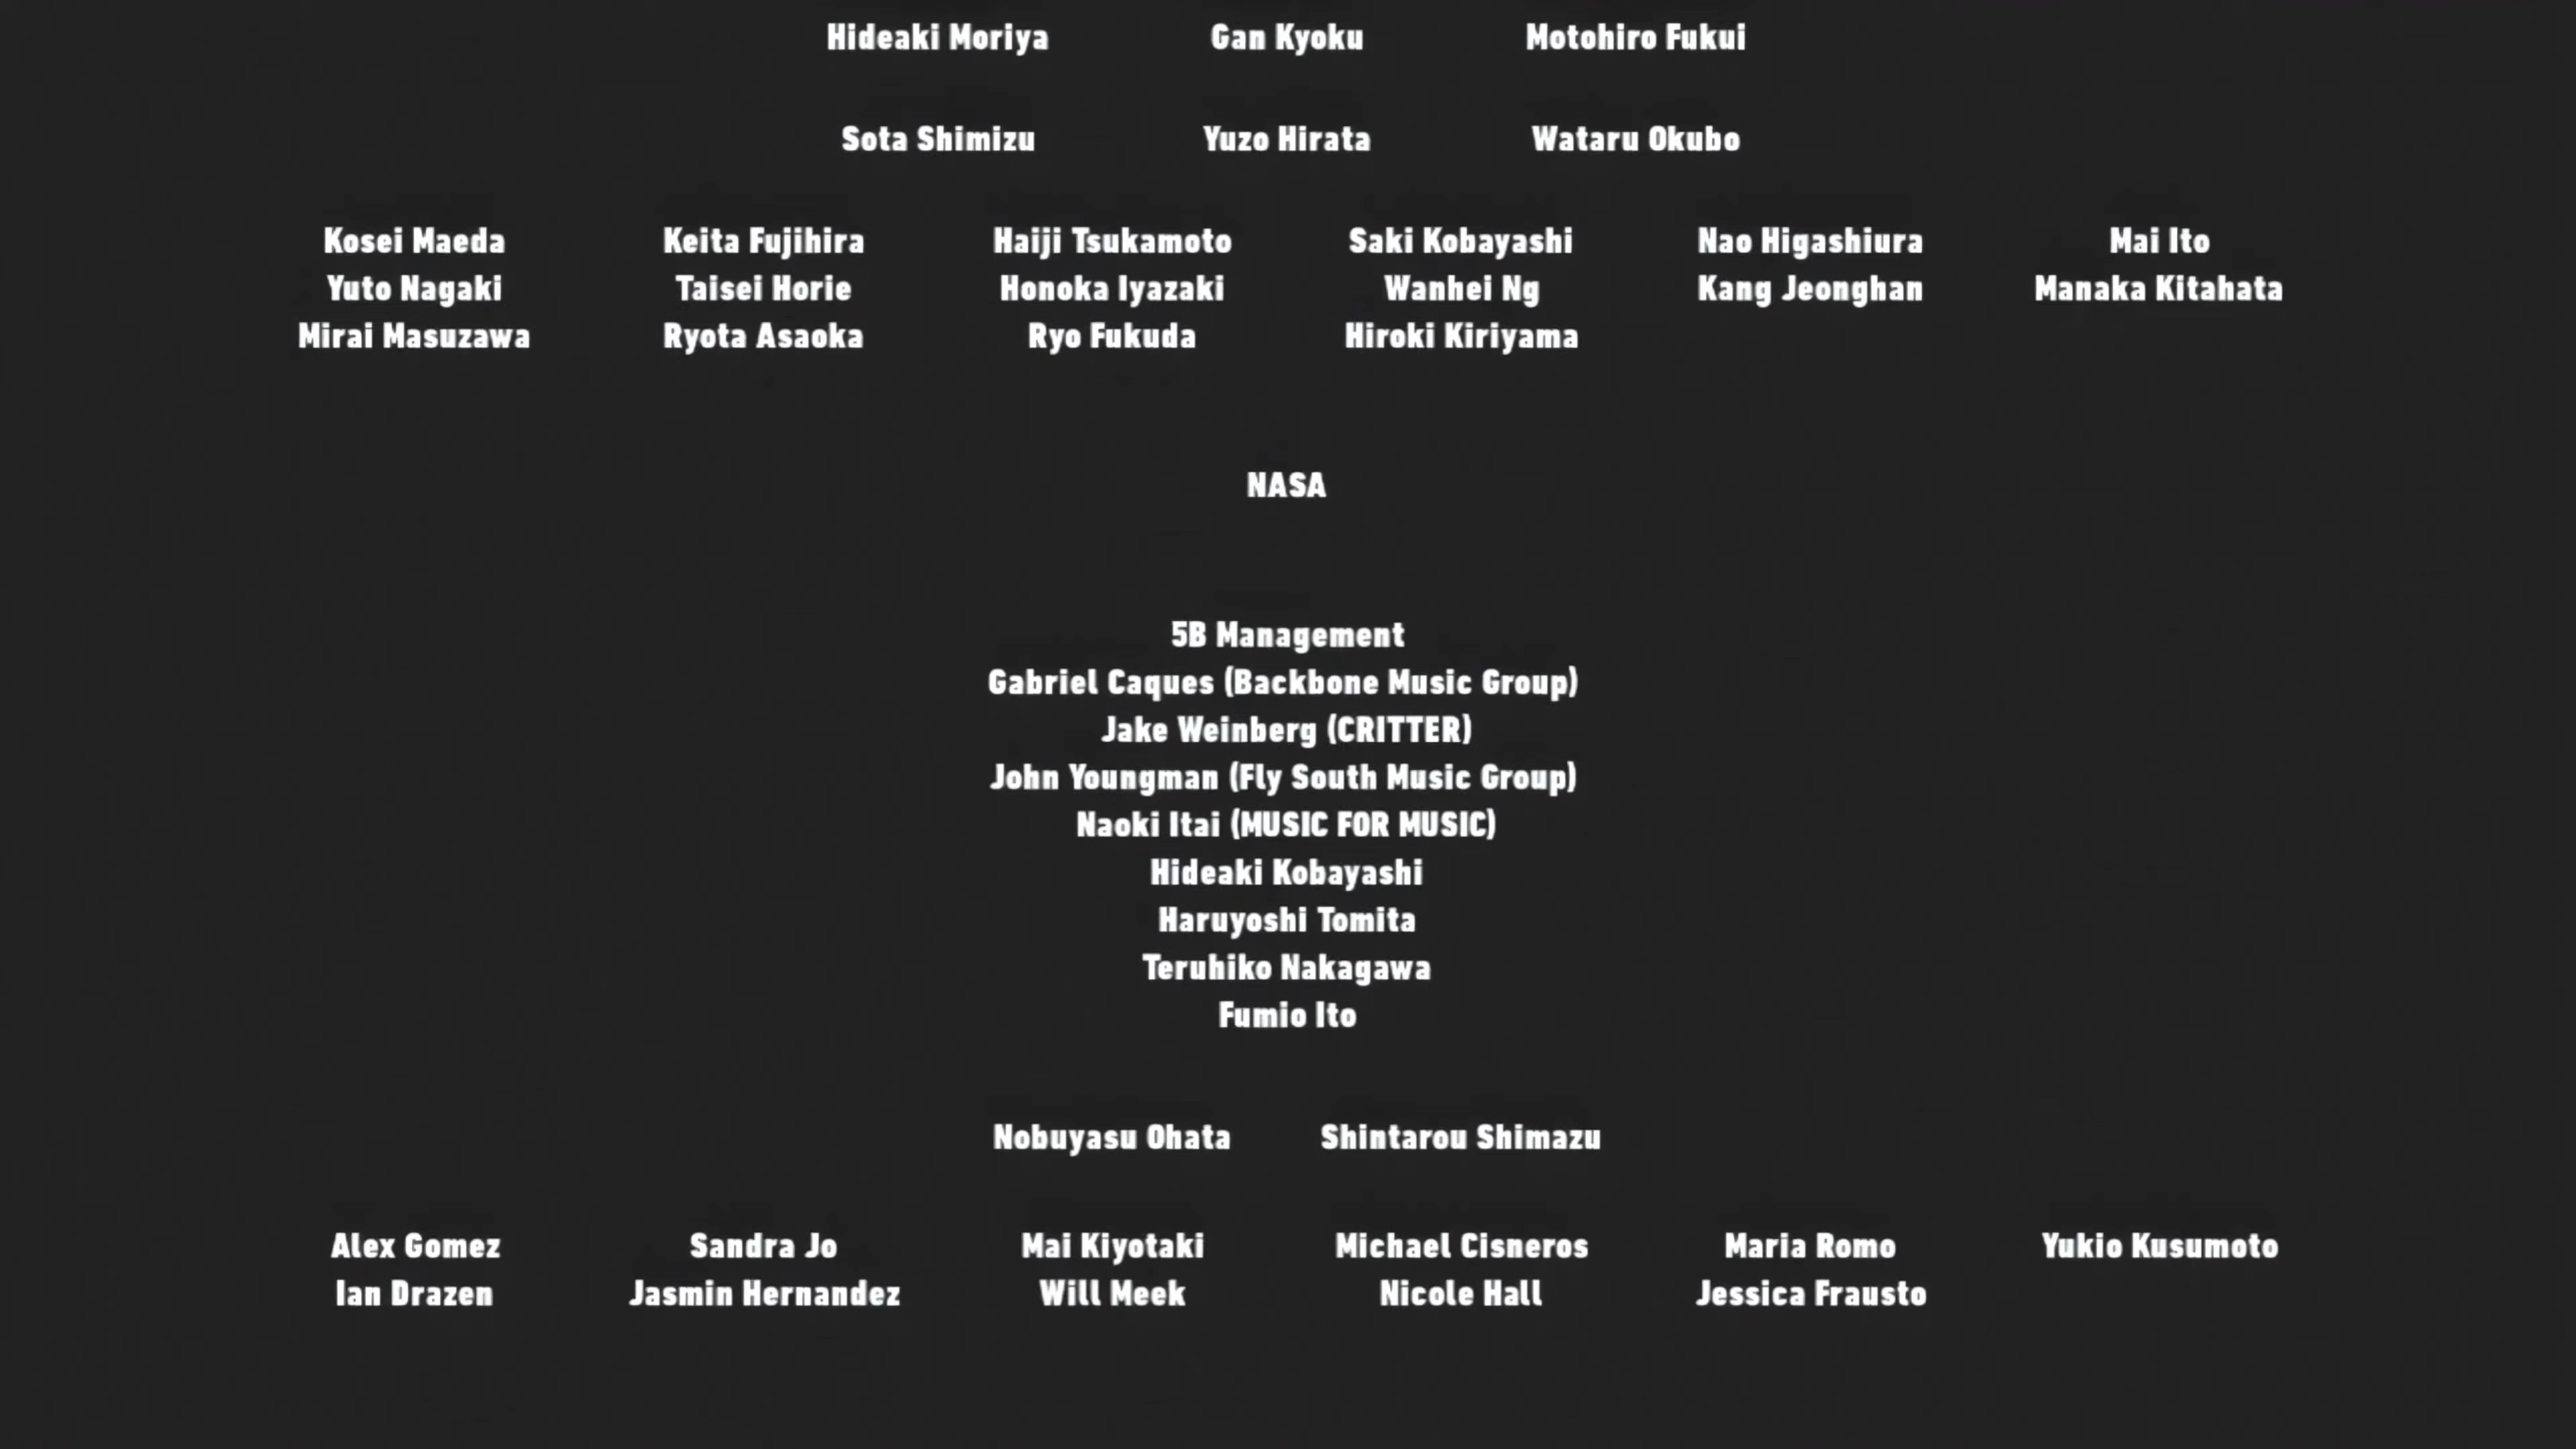 Hideaki Moriya Gan Kyoku Motohiro Fukui
Sota Shimizu Yuzo Hirata Wataru Okubo
Kosei Maeda Keita Fujihira Haiji Tsukamoto Saki Kobayashi Nao Higashiura Mai Ito
Yuto Nagaki Taisei Horie Honoka Iyazaki Wanhei Ng Kang Jeonghan Manaka Kitahata
Mirai Masuzawa Ryota Asaoka Ryo Fukuda Hiroki Kiriyama
NASA
5B Management
Gabriel Caques (Backbone Music Group)
Jake Weinberg (CRITTER)
John Youngman (Fly South Music Group)
Naoki Itai (MUSIC FOR MUSIC)
Hideaki Kobayashi
Haruyoshi Tomita
Teruhiko Nakagawa
Fumio Ito
Nobuyasu Ohata Shintarou Shimazu
Alex Gomez Sandra Jo Mai Kiyotaki Michael Cisneros Maria Romo Yukio Kusumoto
Ian Drazen Jasmin Hernandez Will Meek Nicole Hall Jessica Frausto